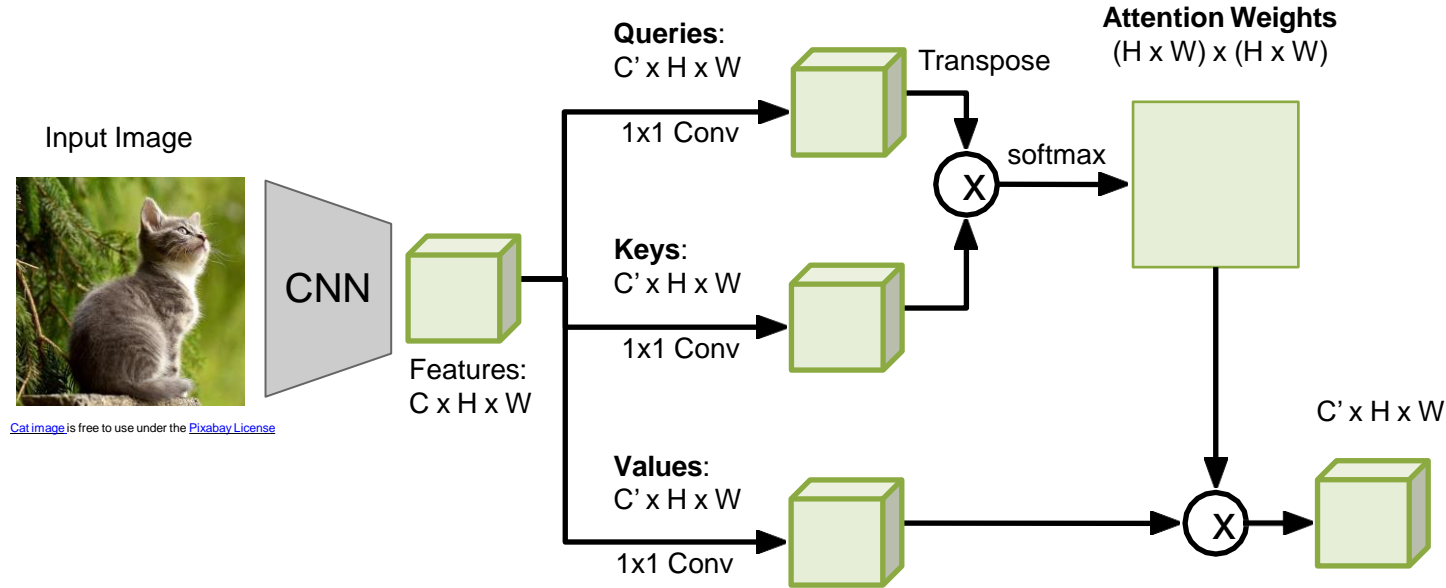 Input Image
Cat image is free to use under the Pixabay License
CNN
Features:
C x H x W
Queries:
C’ x H x W
1x1 Conv
Keys:
C’ x H x W
1x1 Conv
Values:
C’ x H x W
1x1 Conv
Transpose
X
softmax
Attention Weights
(H x W) x (H x W)
X
C’ x H x W